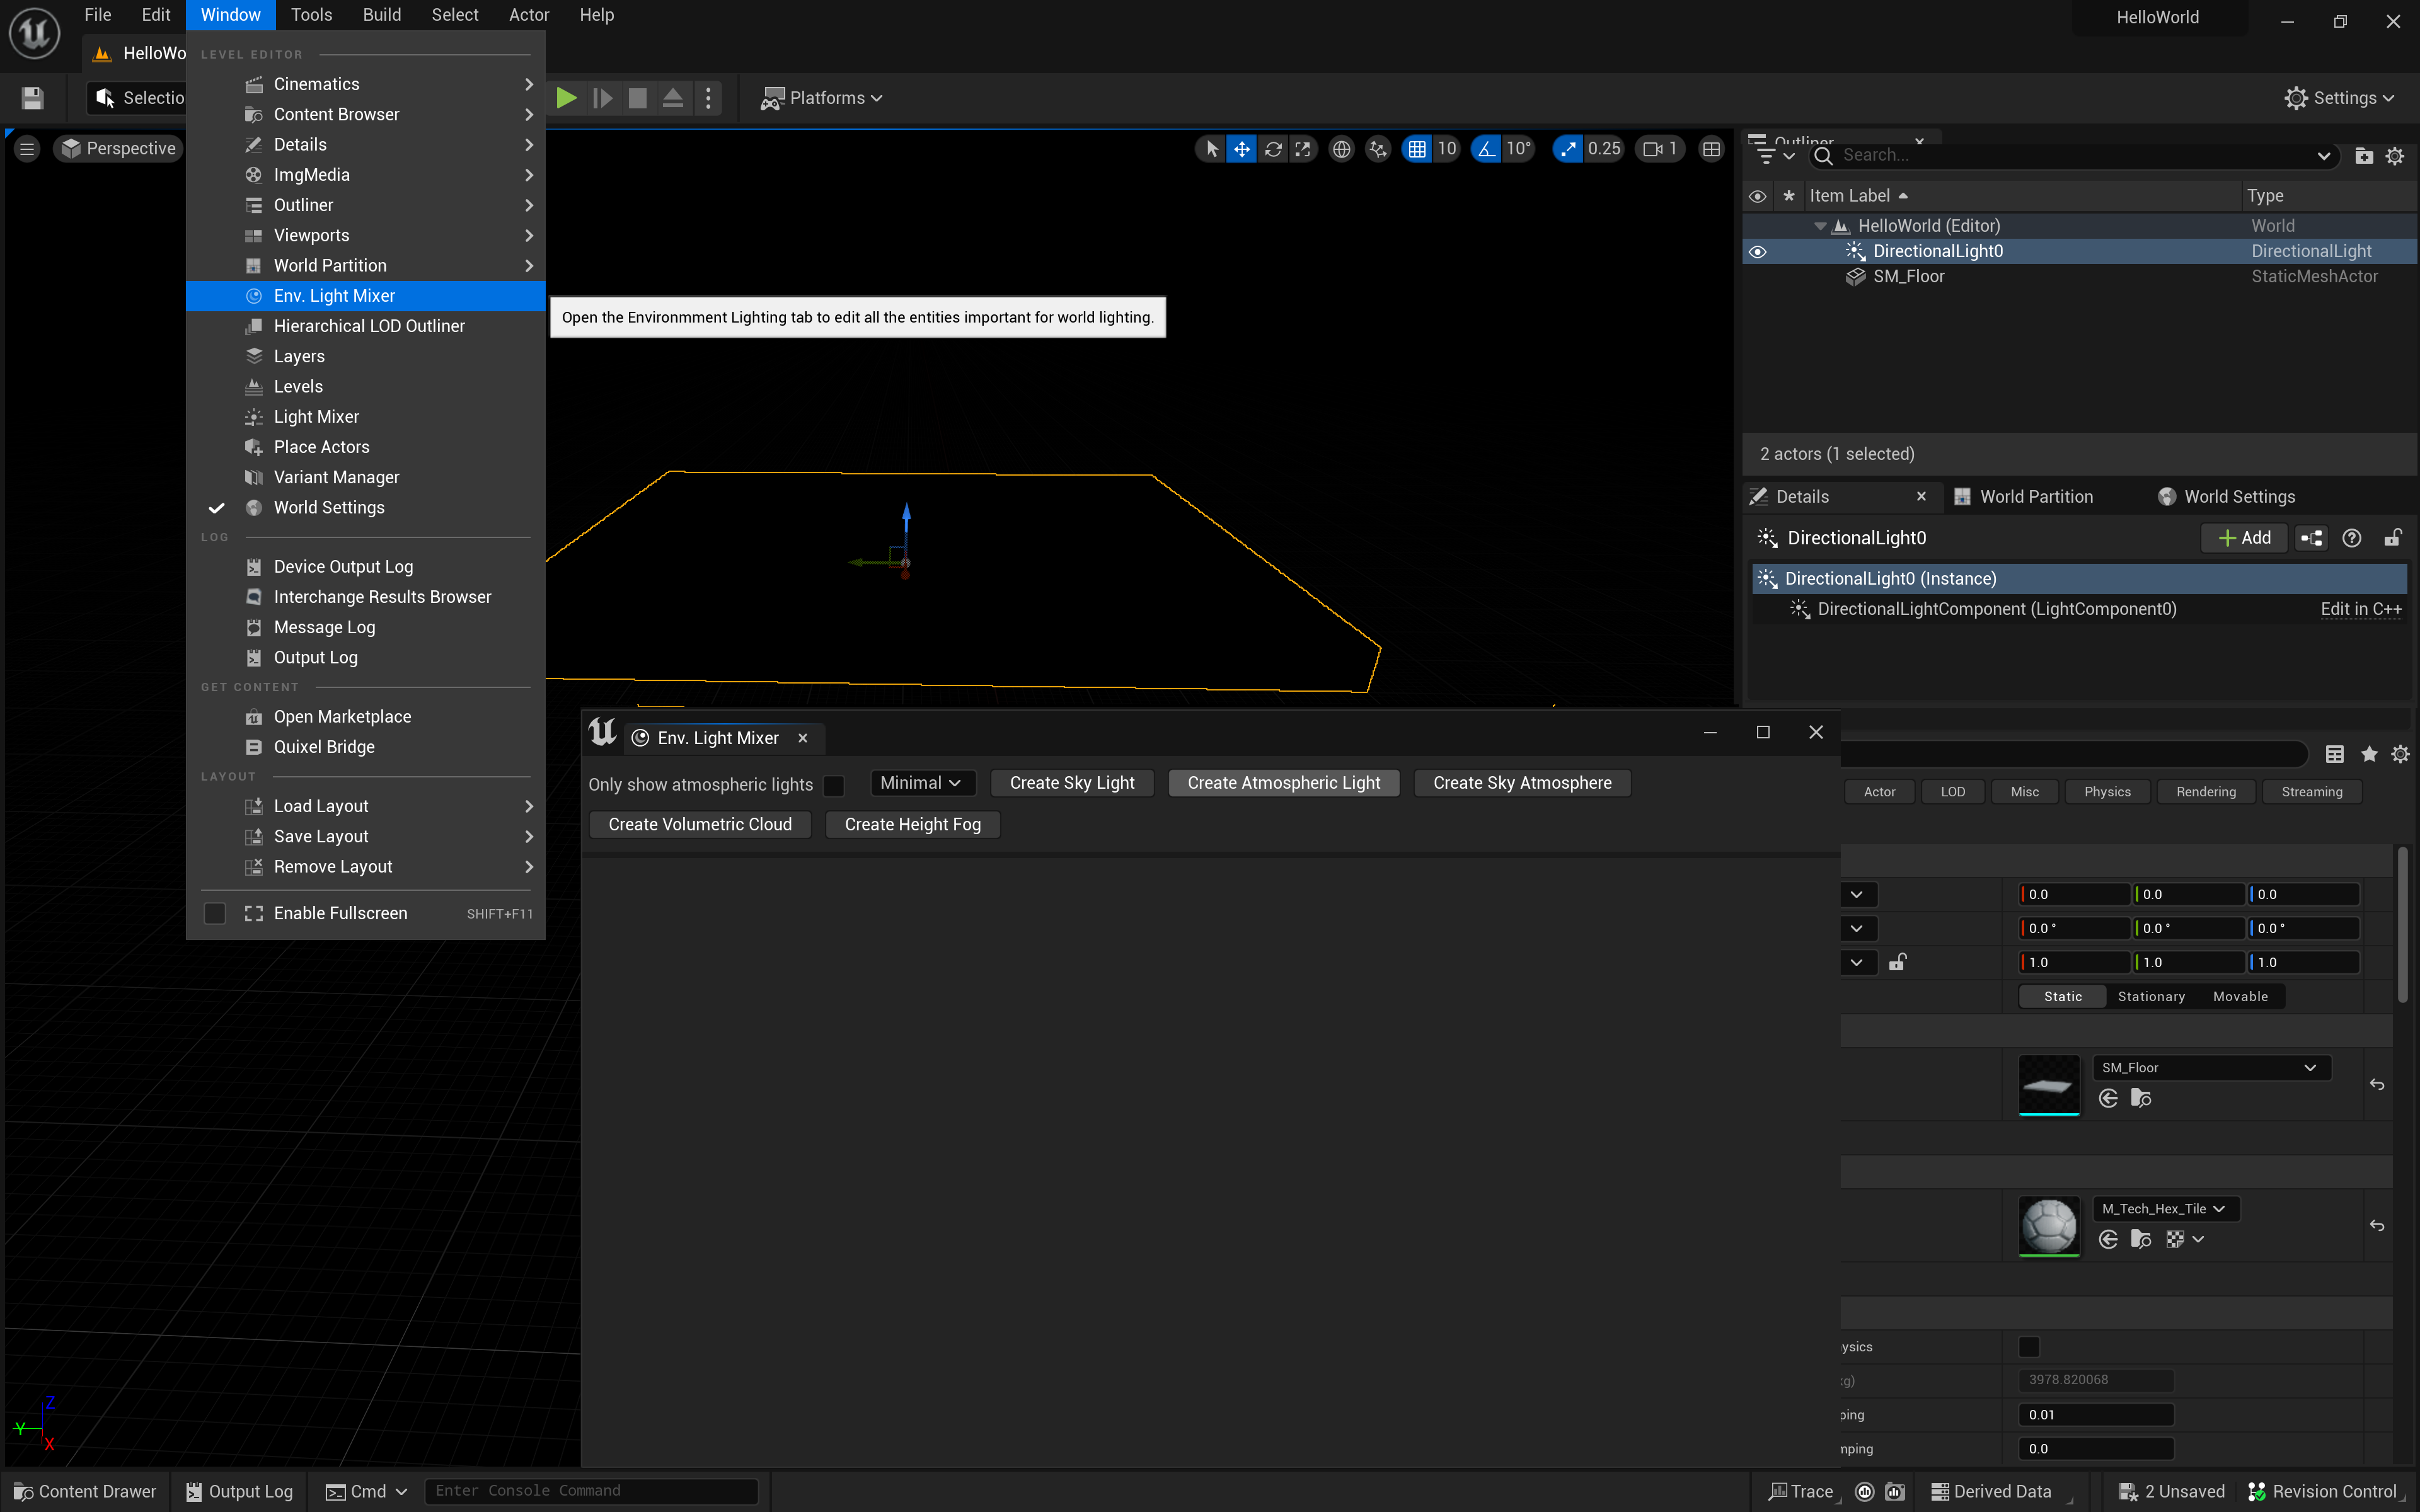 File Edit Window Tools Build Select Actor Help HelloWorld
HelloWo
LEVEL EDITOR
Selectio Platforms Settings
Cinematics
Content Browser
Details
ImgMedia
Outliner
Viewports
World Partition
Env. Light Mixer
Hierarchical LOD Outliner
Layers
Levels
Light Mixer
Place Actors
Variant Manager
World Settings
LOG
Device Output Log
Interchange Results Browser
Message Log
Output Log
GET CONTENT
Open Marketplace
Quixel Bridge
LAYOUT
Load Layout
Save Layout
Remove Layout
Enable Fullscreen SHIFT+F11
Open the Environmment Lighting tab to edit all the entities important for world lighting.
Perspective 10 10° 0.25 1
Outliner
Search...
Item Label Type
HelloWorld (Editor) World
DirectionalLight0 DirectionalLight
SM_Floor StaticMeshActor
2 actors (1 selected)
Details World Partition World Settings
DirectionalLight0 Add
DirectionalLight0 (Instance)
DirectionalLightComponent (LightComponent0) Edit in C++
Env. Light Mixer
Only show atmospheric lights Minimal Create Sky Light Create Atmospheric Light Create Sky Atmosphere
Create Volumetric Cloud Create Height Fog
Actor LOD Misc Physics Rendering Streaming
0.0 0.0 0.0
0.0 ° 0.0 ° 0.0 °
1.0 1.0 1.0
Static Stationary Movable
SM_Floor
M_Tech_Hex_Tile
ysics
kg) 3978.820068
ping 0.01
mping 0.0
Z
Y
X
Content Drawer Output Log Cmd Enter Console Command Trace Derived Data 2 Unsaved Revision Control